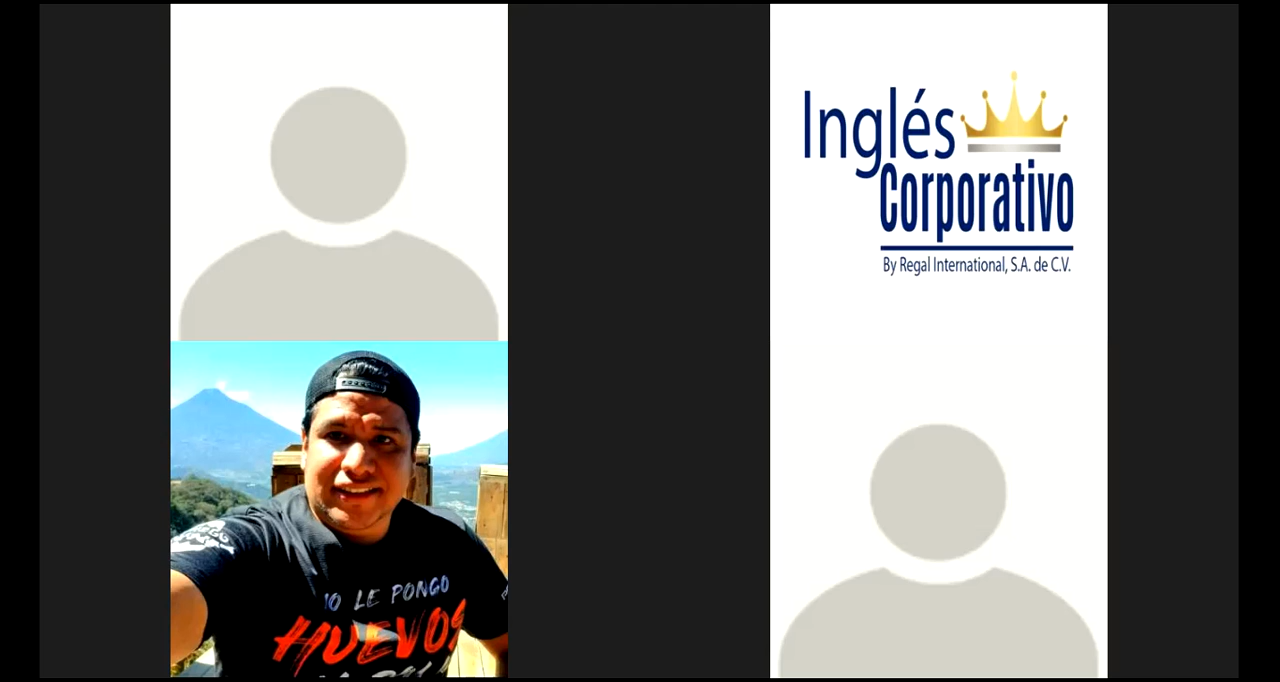 Inglés
Corporativo
By Regal International, S.A. de C.V.
LE PONGO
HUEVOS